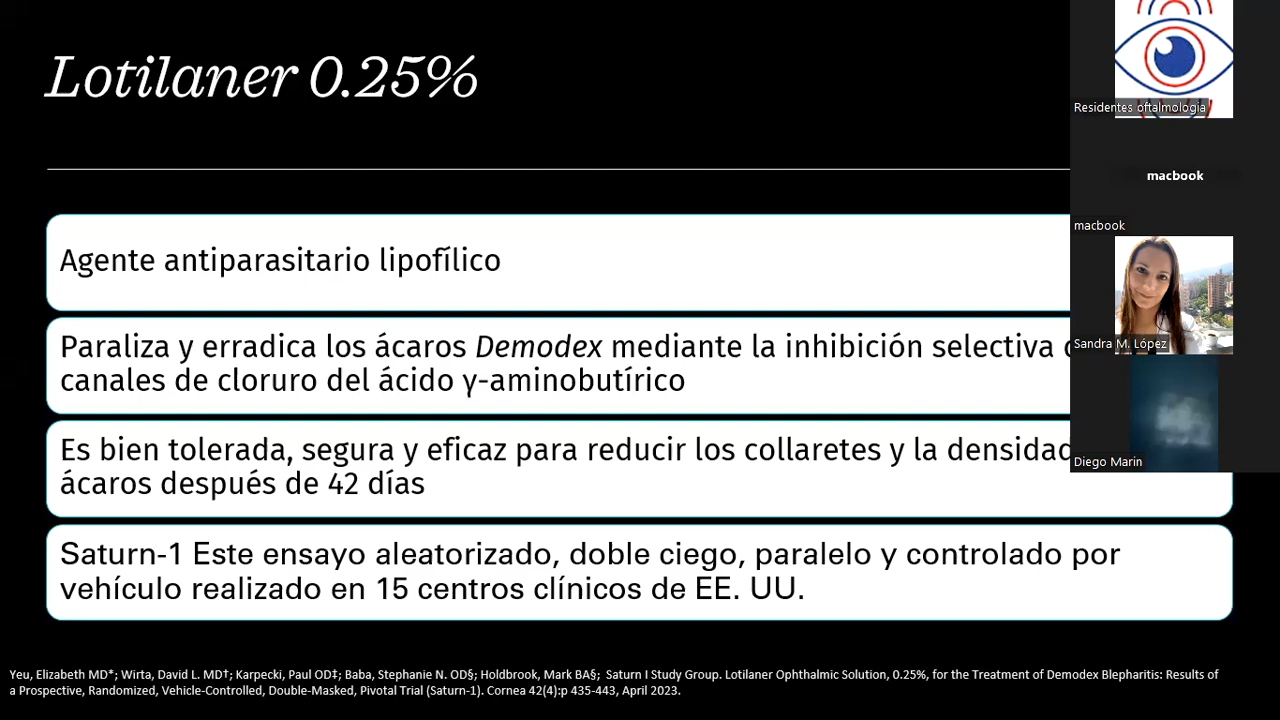 Lotilaner 0.25%
Agente antiparasitario lipofílico
Paraliza y erradica los ácaros Demodex mediante la inhibición selectiva
canales de cloruro del ácido γ-aminobutírico
Es bien tolerada, segura y eficaz para reducir los collaretes y la densidad
ácaros después de 42 días
Saturn-1 Este ensayo aleatorizado, doble ciego, paralelo y controlado por
vehículo realizado en 15 centros clínicos de EE. UU.
Yeu, Elizabeth MD*; Wirta, David L. MD†; Karpecki, Paul OD‡; Baba, Stephanie N. OD§; Holdbrook, Mark BA§; Saturn I Study Group. Lotilaner Ophthalmic Solution, 0.25%, for the Treatment of Demodex Blepharitis: Results of
a Prospective, Randomized, Vehicle-Controlled, Double-Masked, Pivotal Trial (Saturn-1). Cornea 42(4):p 435-443, April 2023.
Residentes oftalmologia
macbook
macbook
Sandra M. López
Diego Marin